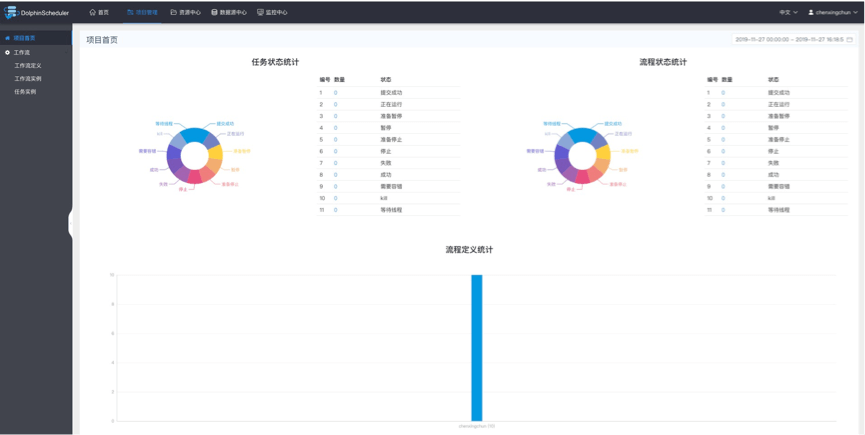 DolphinScheduler 首页 项目管理 资源中心 数据源中心 监控中心 中文 chenxingchun
项目首页
工作流
工作流定义
工作流实例
任务实例
项目首页 2019-11-27 00:00:00 - 2019-11-27 16:18:5
任务状态统计
编号 数量 状态
1 0 提交成功
2 0 正在运行
3 0 准备暂停
4 0 暂停
5 0 准备停止
6 0 停止
7 0 失败
8 0 成功
9 0 需要容错
10 0 kill
11 0 等待线程
等待线程 提交成功
kill 正在运行
需要容错 准备暂停
成功 暂停
失败 准备停止
停止
流程状态统计
编号 数量 状态
1 0 提交成功
2 0 正在运行
3 0 准备暂停
4 0 暂停
5 0 准备停止
6 0 停止
7 0 失败
8 0 成功
9 0 需要容错
10 0 kill
11 0 等待线程
等待线程 提交成功
kill 正在运行
需要容错 准备暂停
成功 暂停
失败 准备停止
停止
流程定义统计
10
8
6
4
2
0